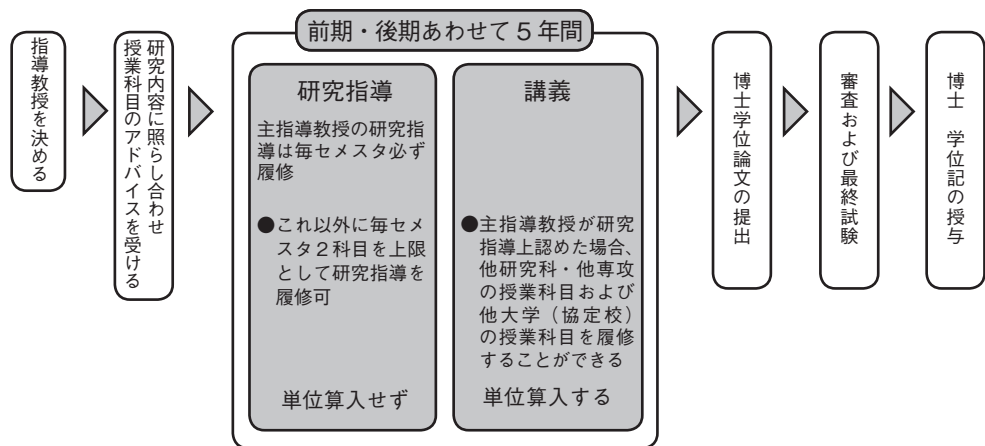 指導教授を決める
研究内容に照らし合わせ
授業科目のアドバイスを受ける
前期・後期あわせて5年間
研究指導
主指導教授の研究指
導は毎セメスタ必ず
履修
●これ以外に毎セメ
スタ2科目を上限
として研究指導を
履修可
単位算入せず
講義
●主指導教授が研究
指導上認めた場合、
他研究科・他専攻
の授業科目および
他大学（協定校）
の授業科目を履修
することができる
単位算入する
博士学位論文の提出
審査および最終試験
博士　学位記の授与